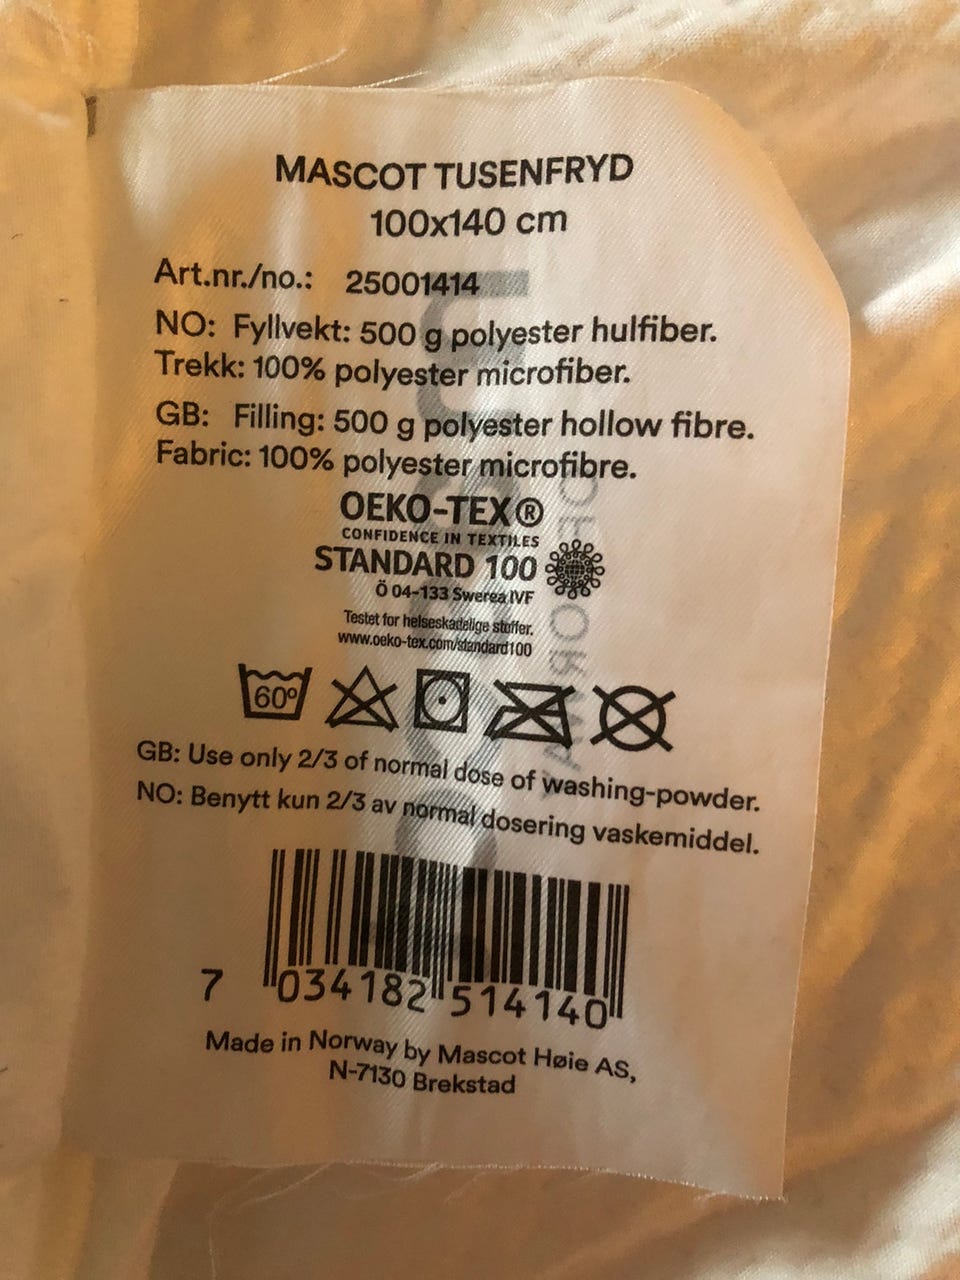 MASCOT TUSENFRYD
100x140 cm
Art.nr./no.: 25001414
NO: Fyllvekt: 500 g polyester hulfiber.
Trekk: 100% polyester microfiber.
GB: Filling: 500 g polyester hollow fibre.
Fabric: 100% polyester microfibre.
OEKO-TEX®
CONFIDENCE IN TEXTILES
STANDARD 100
Ö 04-133 Swerea IVF
Testet for helseskadelige stoffer.
www.oeko-tex.com/standard100
60º
GB: Use only 2/3 of normal dose of washing-powder.
NO: Benytt kun 2/3 av normal dosering vaskemiddel.
7 034182 514140
Made in Norway by Mascot Høie AS,
N-7130 Brekstad